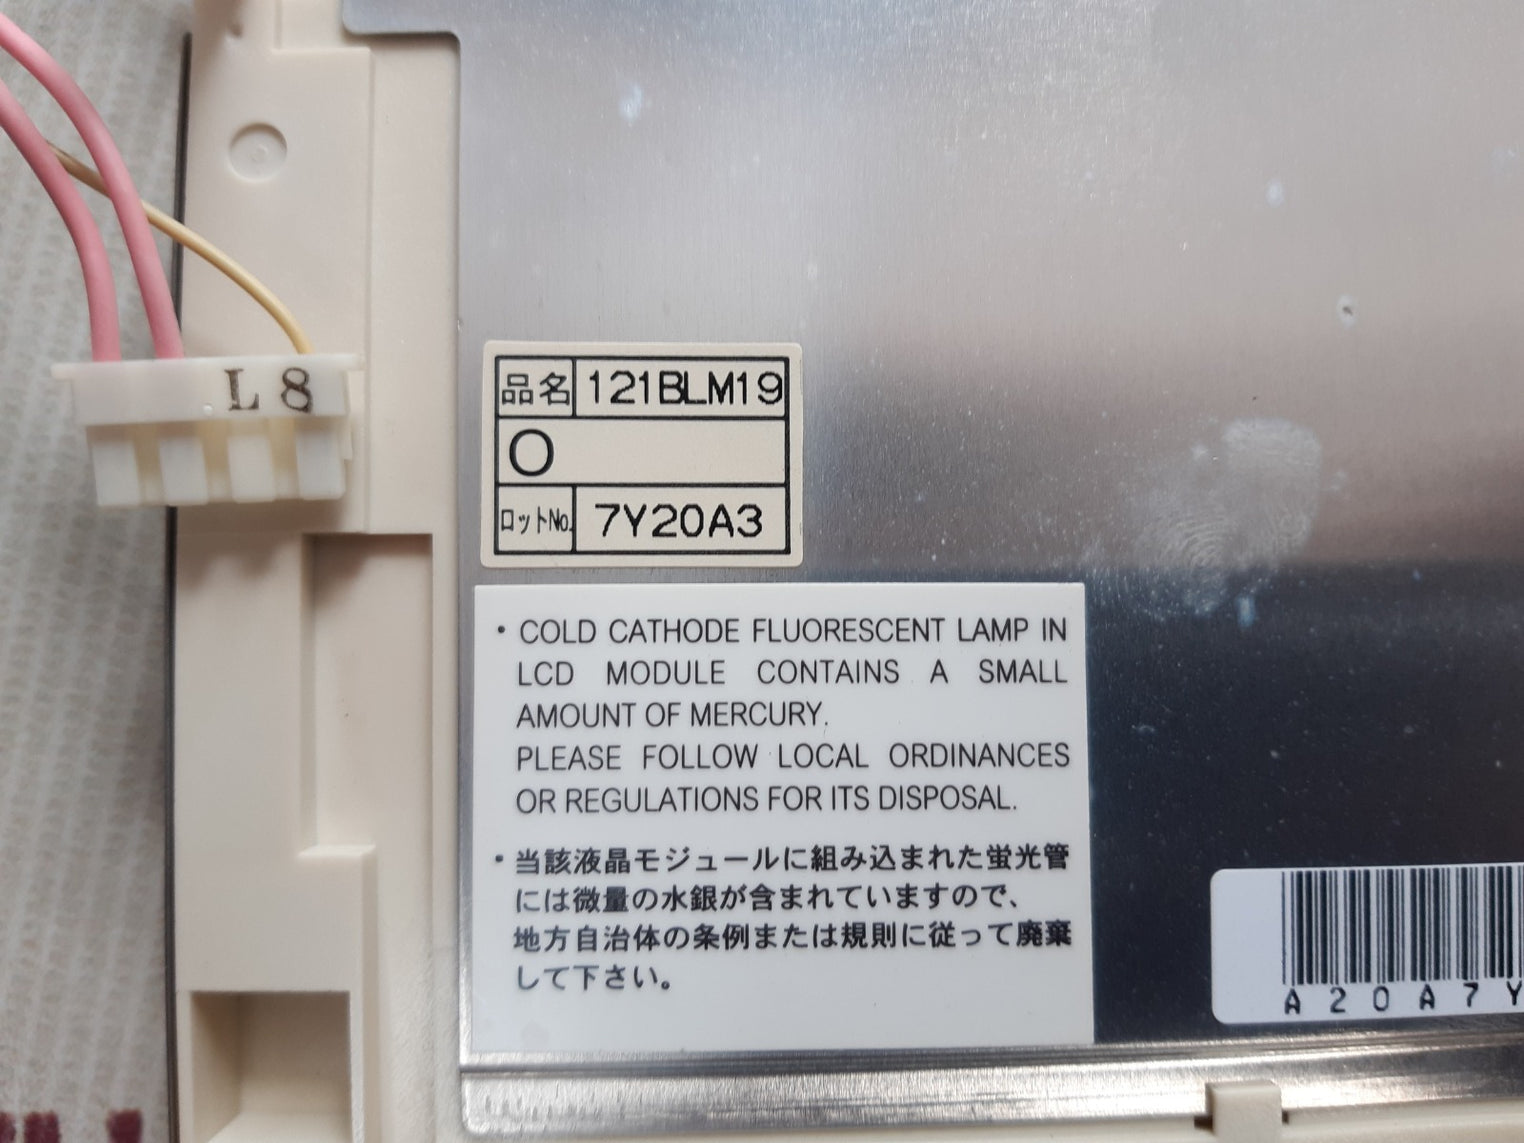 L 8
品名 121BLM19
O
ロットNo. 7Y20A3
・COLD CATHODE FLUORESCENT LAMP IN
LCD MODULE CONTAINS A SMALL
AMOUNT OF MERCURY.
PLEASE FOLLOW LOCAL ORDINANCES
OR REGULATIONS FOR ITS DISPOSAL.
・当該液晶モジュールに組み込まれた蛍光管
には微量の水銀が含まれていますので、
地方自治体の条例または規則に従って廃棄
して下さい。
A20A7Y